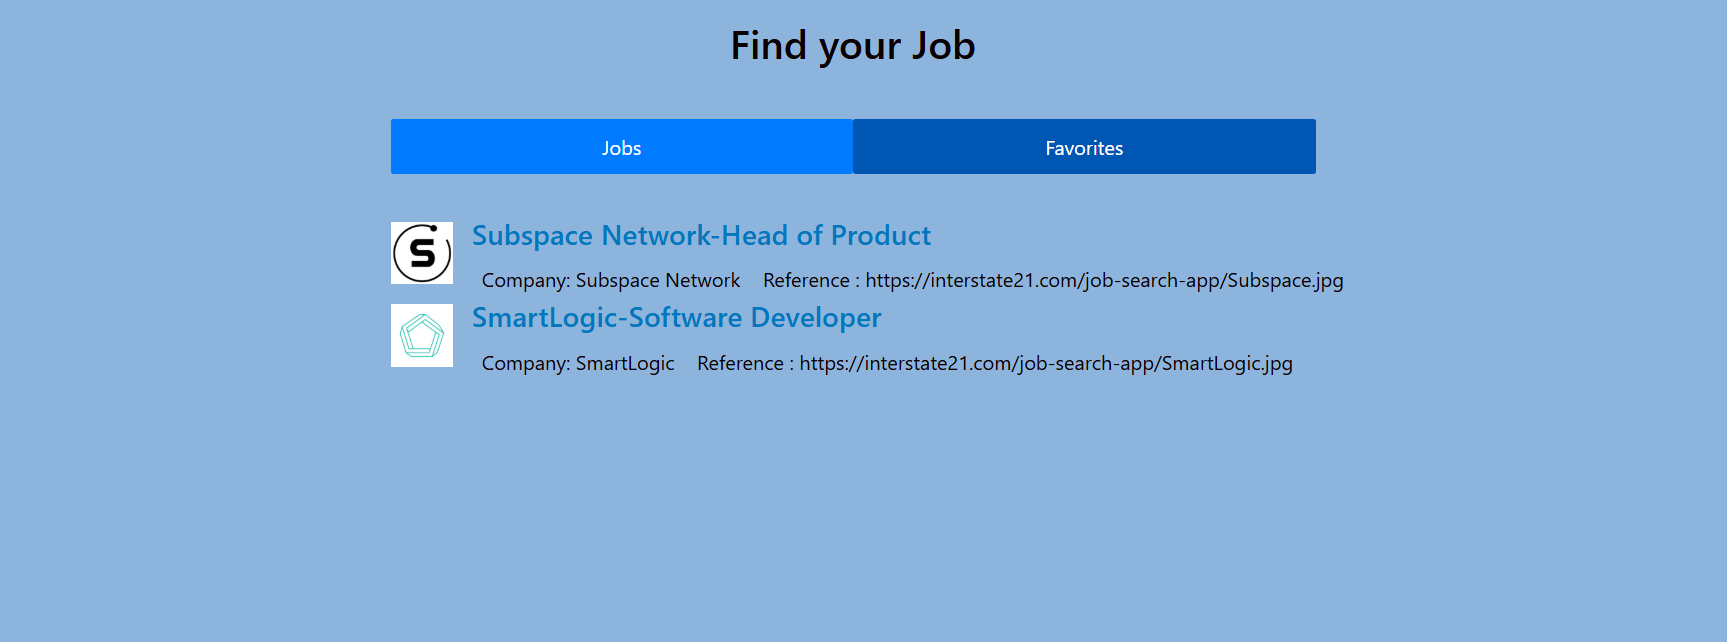 Find your Job
Jobs Favorites
S
Subspace Network-Head of Product
Company: Subspace Network Reference : https://interstate21.com/job-search-app/Subspace.jpg
SmartLogic-Software Developer
Company: SmartLogic Reference : https://interstate21.com/job-search-app/SmartLogic.jpg